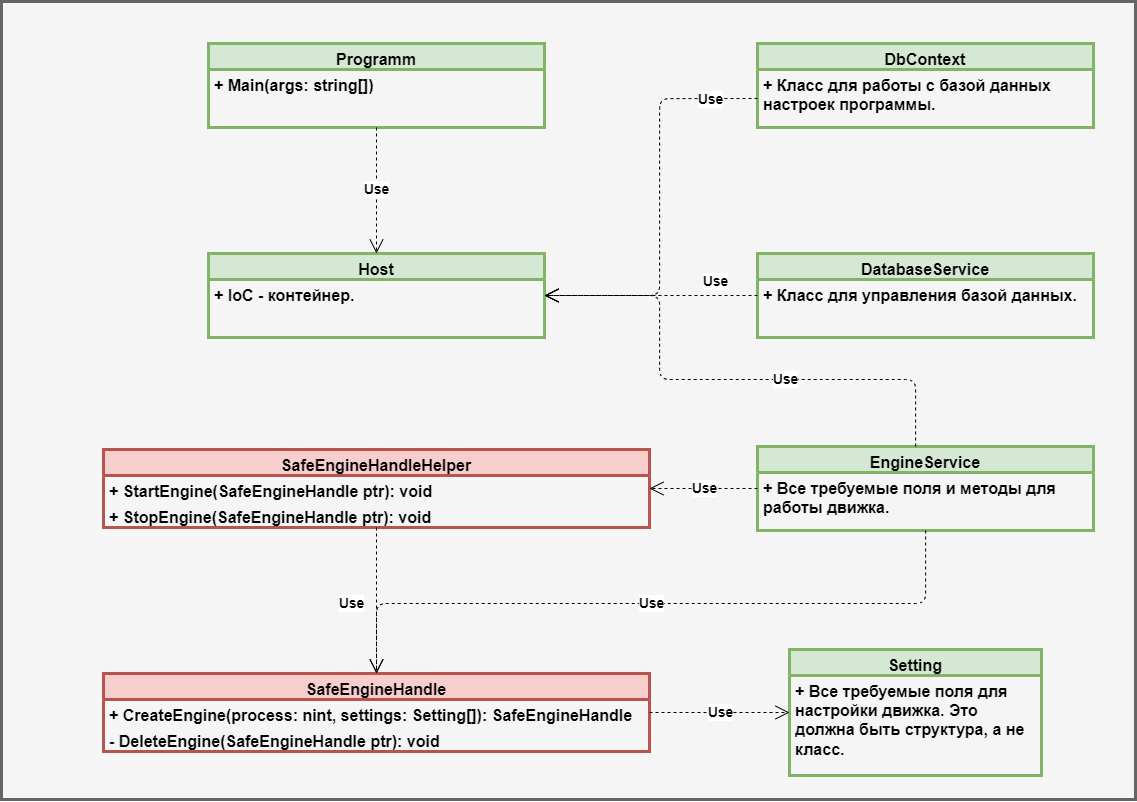 Programm
+ Main(args: string[])
DbContext
+ Класс для работы с базой данных
настроек программы.
Use
Use
Host
+ IoC - контейнер.
Use
DatabaseService
+ Класс для управления базой данных.
Use
SafeEngineHandleHelper
+ StartEngine(SafeEngineHandle ptr): void
+ StopEngine(SafeEngineHandle ptr): void
Use
EngineService
+ Все требуемые поля и методы для
работы движка.
Use
Use
SafeEngineHandle
+ CreateEngine(process: nint, settings: Setting[]): SafeEngineHandle
- DeleteEngine(SafeEngineHandle ptr): void
Use
Setting
+ Все требуемые поля для
настройки движка. Это
должна быть структура, а не
класс.